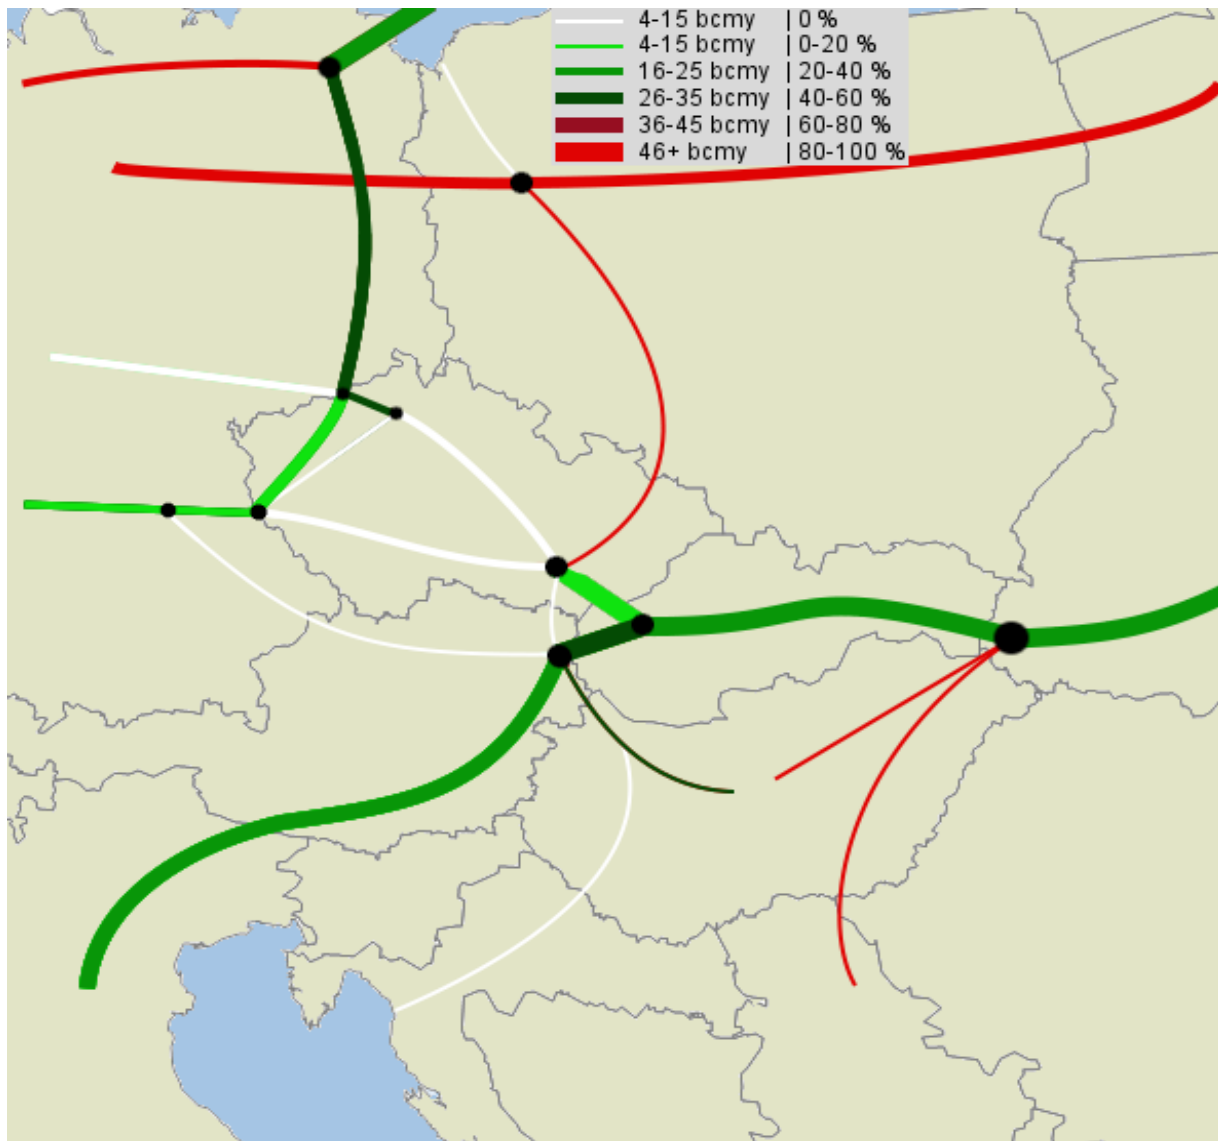 4-15 bcmy | 0 %
4-15 bcmy | 0-20 %
16-25 bcmy | 20-40 %
26-35 bcmy | 40-60 %
36-45 bcmy | 60-80 %
46+ bcmy | 80-100 %